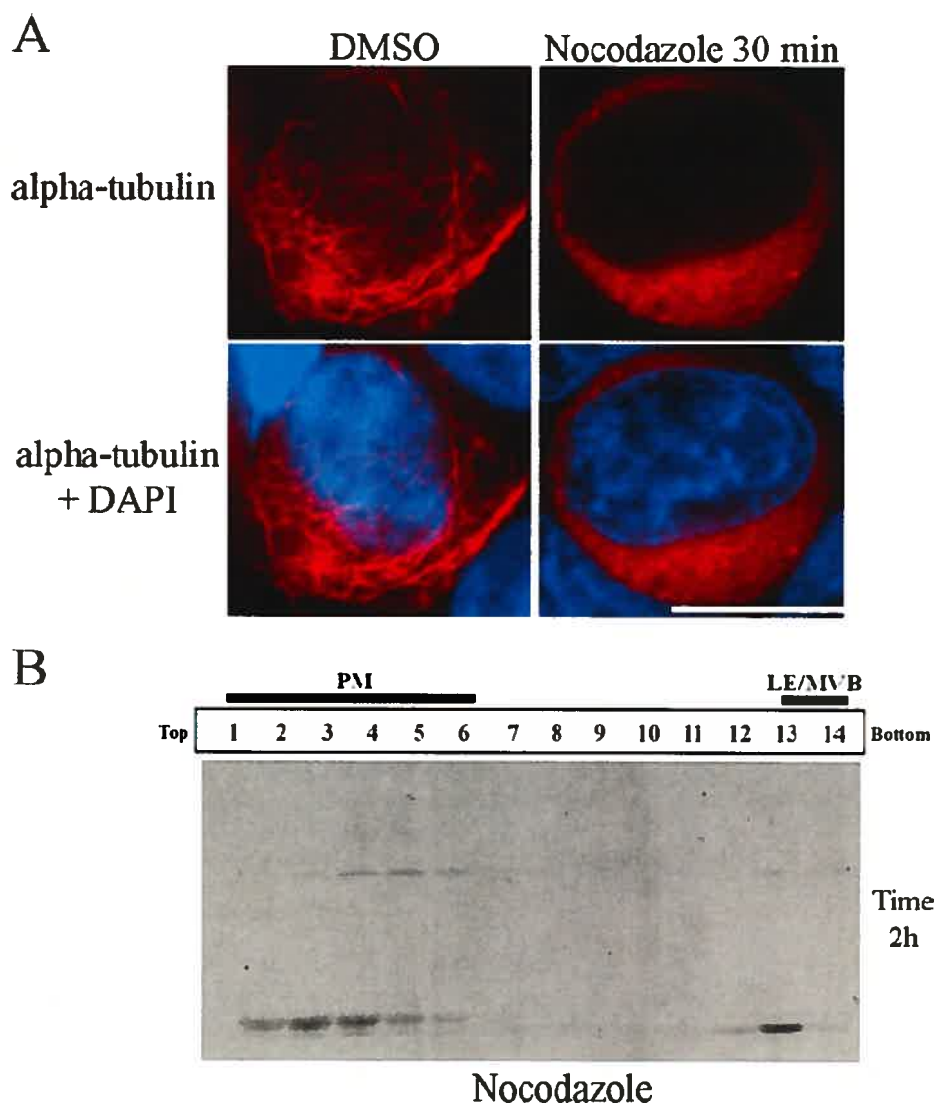 A
DMSO
Nocodazole 30 min
alpha-tubulin
alpha-tubulin
+ DAPI
B
PM
LE/MVB
Top 1 2 3 4 5 6 7 8 9 10 11 12 13 14 Bottom
Time
2h
Nocodazole